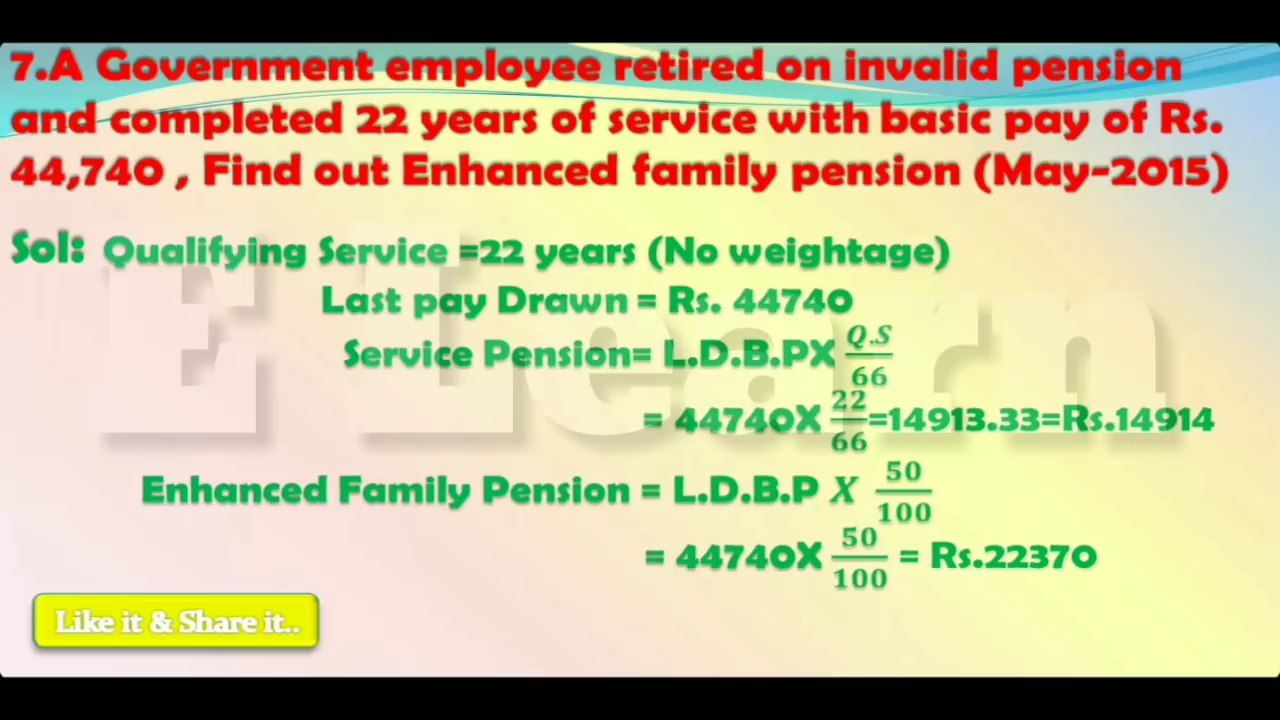 7.A Government employee retired on invalid pension
and completed 22 years of service with basic pay of Rs.
44,740 , Find out Enhanced family pension (May-2015)
Sol: Qualifying Service =22 years (No weightage)
Last pay Drawn = Rs. 44740
Service Pension= L.D.B.PX Q.S/66
= 44740X 22/66=14913.33=Rs.14914
Enhanced Family Pension = L.D.B.P X 50/100
= 44740X 50/100 = Rs.22370
Like it & Share it..
E Learn